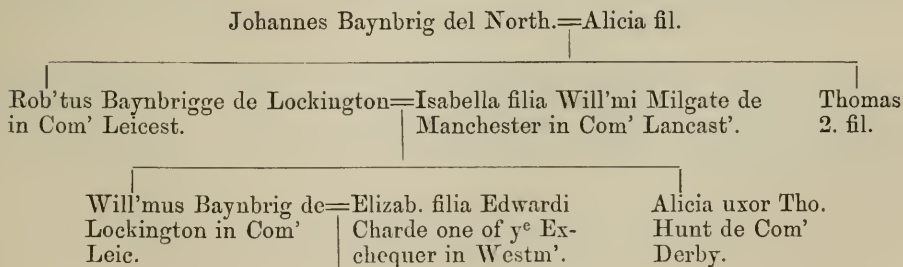 Johannes Baynbrig del North.=Alicia fil.
Rob'tus Baynbrigge de Lockington=Isabella filia Will'mi Milgate de
in Com' Leicest.
Manchester in Com' Lancast'.
Thomas
2. fil.
Will'mus Baynbrig de=Elizab. filia Edwardi
Lockington in Com'
Leic.
Charde one of yᵉ Ex-
chequer in Westm'.
Alicia uxor Tho.
Hunt de Com'
Derby.